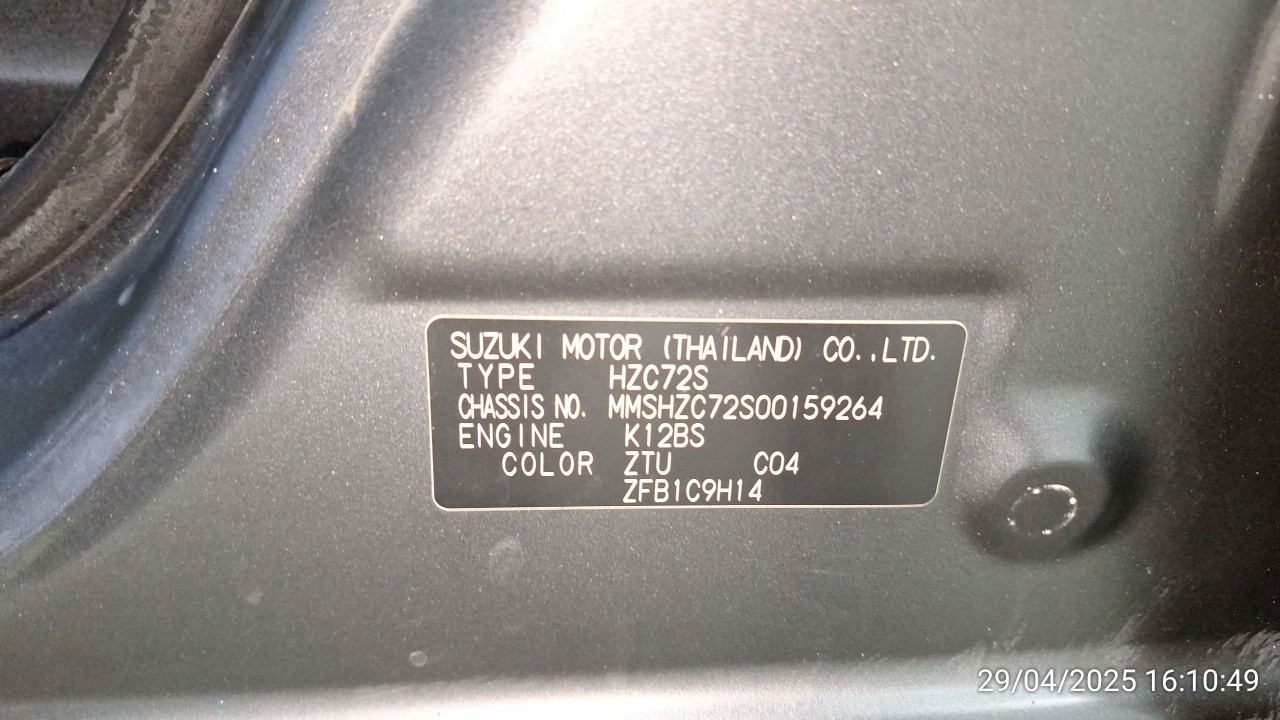 SUZUKI MOTOR (THAILAND) CO.,LTD.
TYPE HZC72S
CHASSIS NO. MMSHZC72S00159264
ENGINE K12BS
COLOR ZTU C04
ZFB1C9H14
29/04/2025 16:10:49